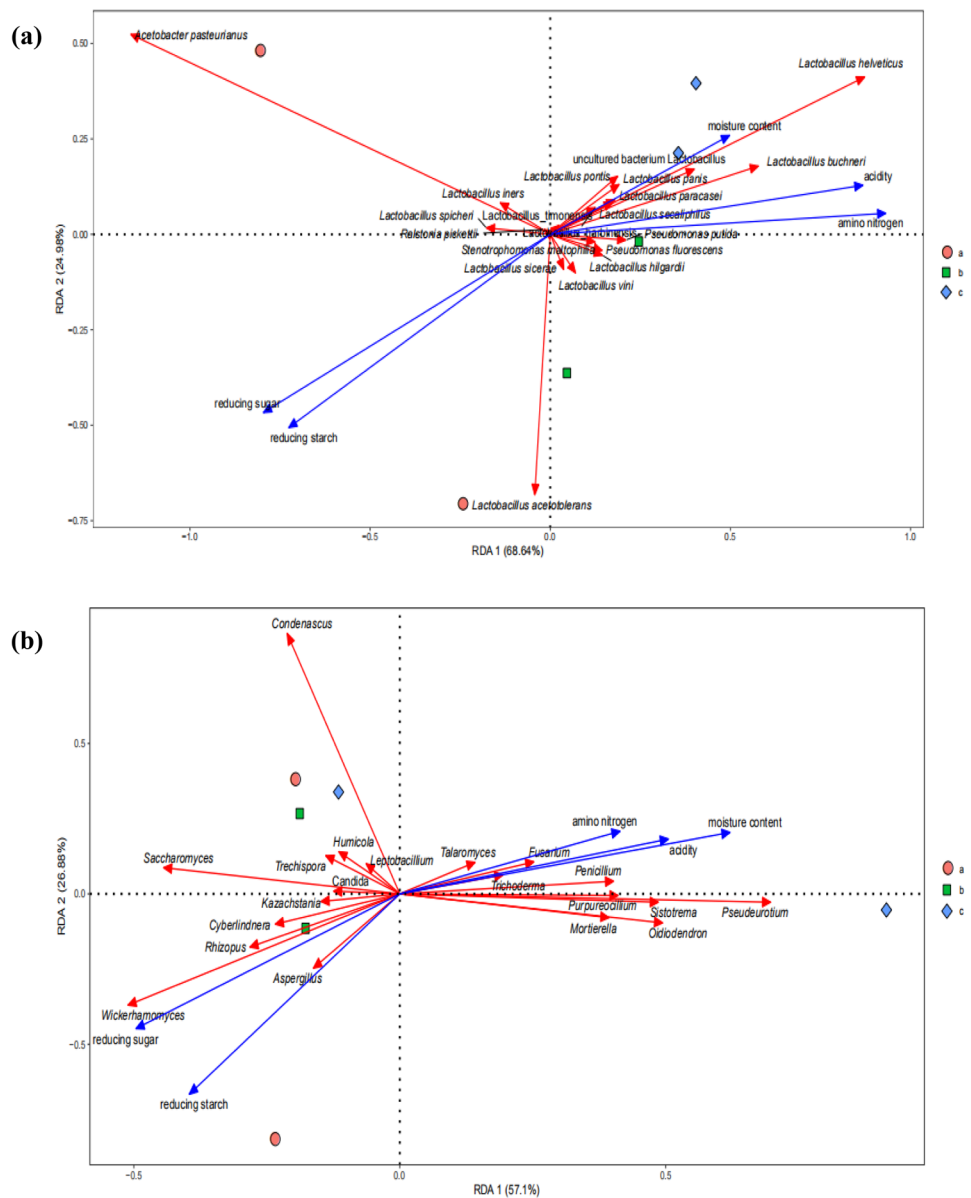 (a)
0.50
0.25
0.00
−0.25
−0.50
−0.75
RDA 2 (24.98%)
Acetobacter pasteurianus
Lactobacillus helveticus
moisture content
uncultured bacterium Lactobacillus
Lactobacillus buchneri
Lactobacillus pontis
Lactobacillus panis
acidity
Lactobacillus iners
Lactobacillus paracasei
Lactobacillus spicheri
Lactobacillus_timonensis
Lactobacillus secaliphilus
amino nitrogen
Ralstonia pickettii
Pseudomonas putida
Stenotrophomonas maltophilia
Pseudomonas fluorescens
Lactobacillus sicerae
Lactobacillus hilgardii
Lactobacillus vini
reducing sugar
reducing starch
Lactobacillus acetotolerans
−1.0
−0.5
0.0
0.5
1.0
RDA 1 (68.64%)
a
b
c
(b)
0.5
0.0
−0.5
RDA 2 (26.88%)
Condenascus
amino nitrogen
moisture content
Humicola
acidity
Saccharomyces
Trechispora
Leptobacillium
Talaromyces
Fusarium
Candida
Trichoderma
Penicillium
Kazachstania
Purpureocillium
Sistotrema
Pseudeurotium
Cyberlindnera
Mortierella
Oidiodendron
Rhizopus
Aspergillus
Wickerhamomyces
reducing sugar
reducing starch
−0.5
0.0
0.5
RDA 1 (57.1%)
a
b
c